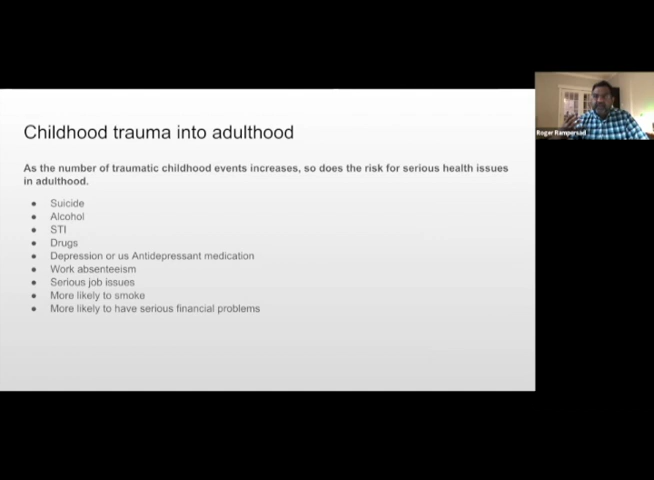 Childhood trauma into adulthood
As the number of traumatic childhood events increases, so does the risk for serious health issues
in adulthood.
Suicide
Alcohol
STI
Drugs
Depression or us Antidepressant medication
Work absenteeism
Serious job issues
More likely to smoke
More likely to have serious financial problems
Roger Rampersad